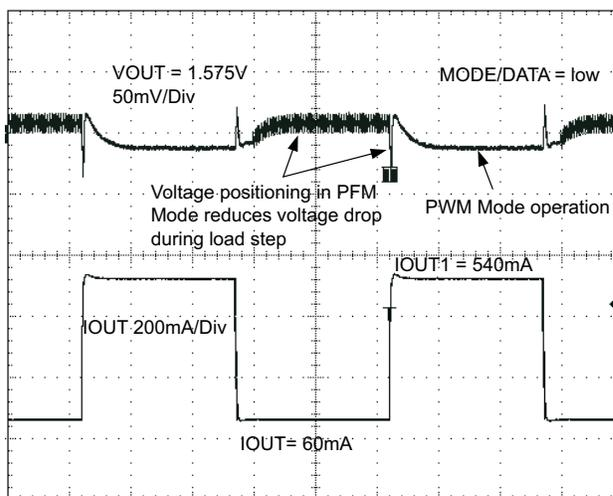 VOUT = 1.575V
50mV/Div
MODE/DATA = low
Voltage positioning in PFM
Mode reduces voltage drop
during load step
PWM Mode operation
IOUT1 = 540mA
IOUT 200mA/Div
IOUT= 60mA